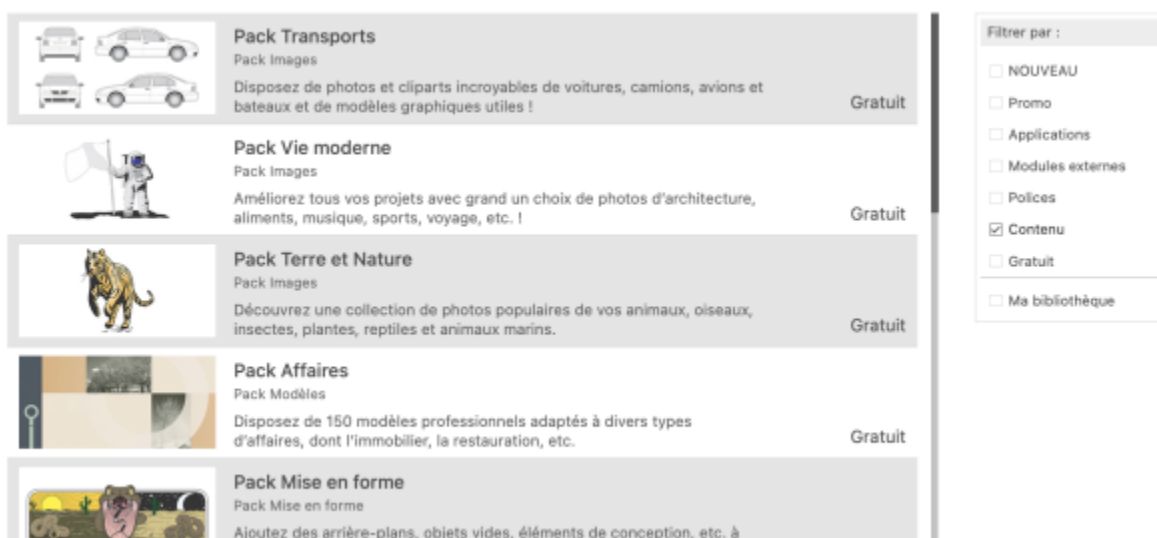 Pack Transports
Pack Images
Disposez de photos et cliparts incroyables de voitures, camions, avions et
bateaux et de modèles graphiques utiles !
Gratuit
Pack Vie moderne
Pack Images
Améliorez tous vos projets avec grand un choix de photos d'architecture,
aliments, musique, sports, voyage, etc. !
Gratuit
Pack Terre et Nature
Pack Images
Découvrez une collection de photos populaires de vos animaux, oiseaux,
insectes, plantes, reptiles et animaux marins.
Gratuit
Pack Affaires
Pack Modèles
Disposez de 150 modèles professionnels adaptés à divers types
d'affaires, dont l'immobilier, la restauration, etc.
Gratuit
Pack Mise en forme
Pack Mise en forme
Ajoutez des arrière-plans, objets vides, éléments de conception, etc. à
Filtrer par :
NOUVEAU
Promo
Applications
Modules externes
Polices
Contenu
Gratuit
Ma bibliothèque